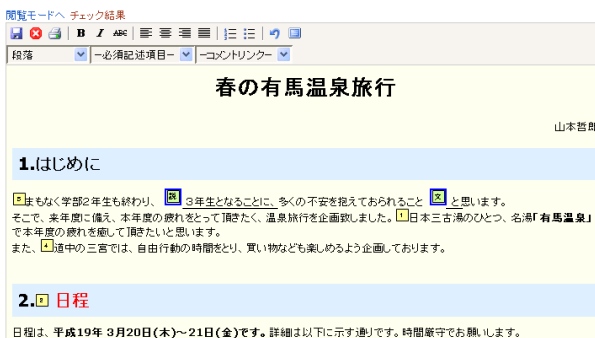 閲覧モードへ チェック結果
B I ABC
段落 ー必須記述項目ー ーコメントリンクー
春の有馬温泉旅行
山本哲郎
1.はじめに
まもなく学部2年生も終わり、 説 3年生となることに、多くの不安を抱えておられること 文 と思います。
そこで、来年度に備え、本年度の疲れをとって頂きたく、温泉旅行を企画致しました。 1 日本三古湯のひとつ、名湯「有馬温泉」
で本年度の疲れを癒して頂きたいと思います。
また、 4 道中の三宮では、自由行動の時間をとり、買い物なども楽しめるよう企画しております。
2. 日程
日程は、平成19年 3月20日(木)～21日(金)です。詳細は以下に示す通りです。時間厳守でお願いします。